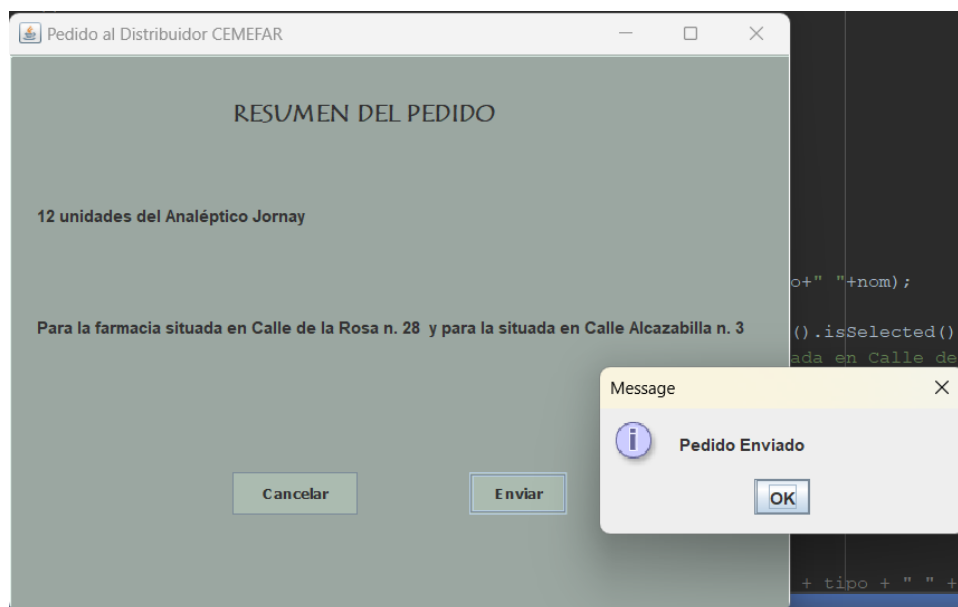 Pedido al Distribuidor CEMEFAR
RESUMEN DEL PEDIDO
12 unidades del Analéptico Jornay
o+" "+nom);
Para la farmacia situada en Calle de la Rosa n. 28 y para la situada en Calle Alcazabilla n. 3
().isSelected()
ada en Calle de
Message
Pedido Enviado
OK
Cancelar
Enviar
+ tipo + " " +